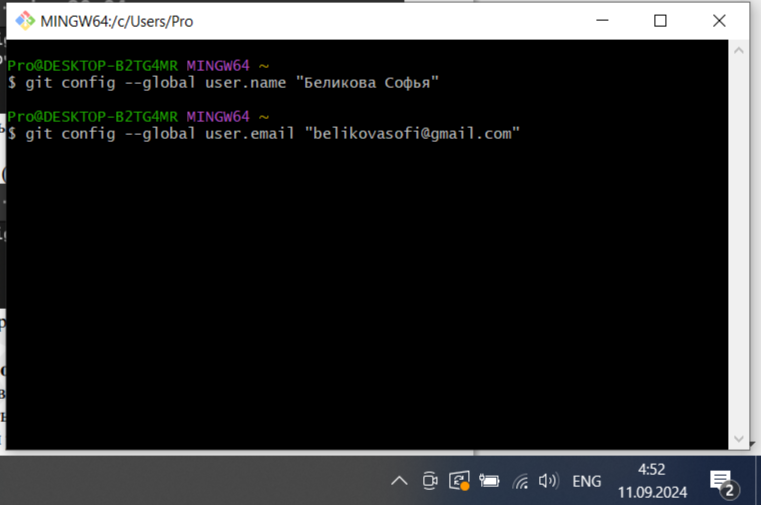 MINGW64:/c/Users/Pro
Pro@DESKTOP-B2TG4MR MINGW64 ~
$ git config --global user.name "Беликова Софья"
Pro@DESKTOP-B2TG4MR MINGW64 ~
$ git config --global user.email "belikovasofi@gmail.com"
ENG
4:52
11.09.2024
2